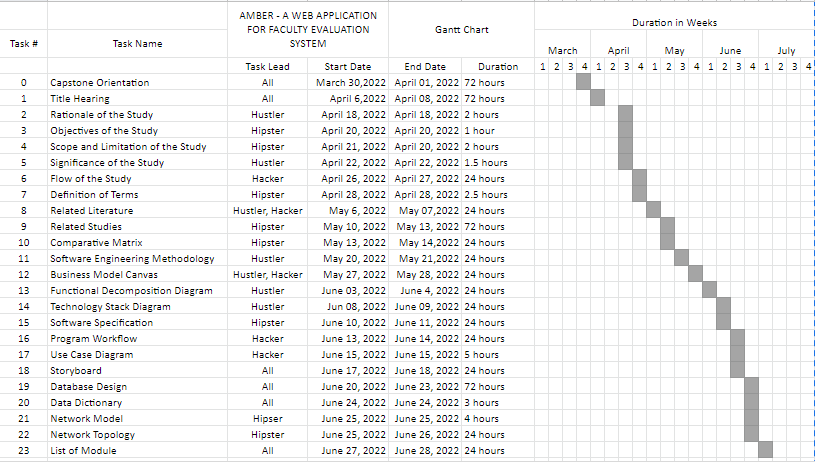 AMBER - A WEB APPLICATION
FOR FACULTY EVALUATION
SYSTEM
Gantt Chart
Duration in Weeks
Task #
Task Name
March April May June July
Task Lead Start Date End Date Duration 1 2 3 4 1 2 3 4 1 2 3 4 1 2 3 4 1 2 3 4
0 Capstone Orientation All March 30,2022 April 01, 2022 72 hours
1 Title Hearing All April 6,2022 April 08, 2022 72 hours
2 Rationale of the Study Hustler April 18, 2022 April 18, 2022 2 hours
3 Objectives of the Study Hipster April 20, 2022 April 20, 2022 1 hour
4 Scope and Limitation of the Study Hipster April 21, 2022 April 20, 2022 2 hours
5 Significance of the Study Hustler April 22, 2022 April 22, 2022 1.5 hours
6 Flow of the Study Hacker April 26, 2022 April 27, 2022 24 hours
7 Definition of Terms Hipster April 28, 2022 April 28, 2022 2.5 hours
8 Related Literature Hustler, Hacker May 6, 2022 May 07,2022 24 hours
9 Related Studies Hipster May 10, 2022 May 13, 2022 72 hours
10 Comparative Matrix Hipster May 13, 2022 May 14,2022 24 hours
11 Software Engineering Methodology Hustler May 20, 2022 May 21,2022 24 hours
12 Business Model Canvas Hustler, Hacker May 27, 2022 May 28, 2022 24 hours
13 Functional Decomposition Diagram Hustler June 03, 2022 June 4, 2022 24 hours
14 Technology Stack Diagram Hustler Jun 08, 2022 June 09, 2022 24 hours
15 Software Specification Hipster June 10, 2022 June 11, 2022 24 hours
16 Program Workflow Hacker June 13, 2022 June 14, 2022 24 hours
17 Use Case Diagram Hacker June 15, 2022 June 15, 2022 5 hours
18 Storyboard All June 17, 2022 June 18, 2022 24 hours
19 Database Design All June 20, 2022 June 23, 2022 72 hours
20 Data Dictionary All June 24, 2022 June 24, 2022 3 hours
21 Network Model Hipser June 25, 2022 June 25, 2022 4 hours
22 Network Topology Hipster June 25, 2022 June 26, 2022 24 hours
23 List of Module All June 27, 2022 June 28, 2022 24 hours